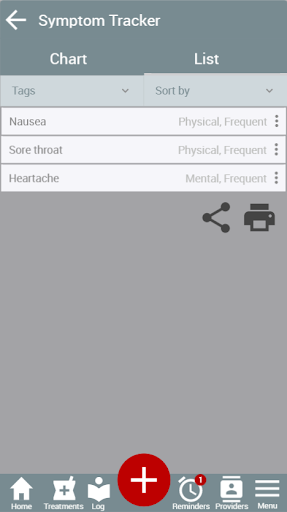 Symptom Tracker
Chart List
Tags Sort by
Nausea Physical, Frequent
Sore throat Physical, Frequent
Heartache Mental, Frequent
1
Home Treatments Log Reminders Providers Menu